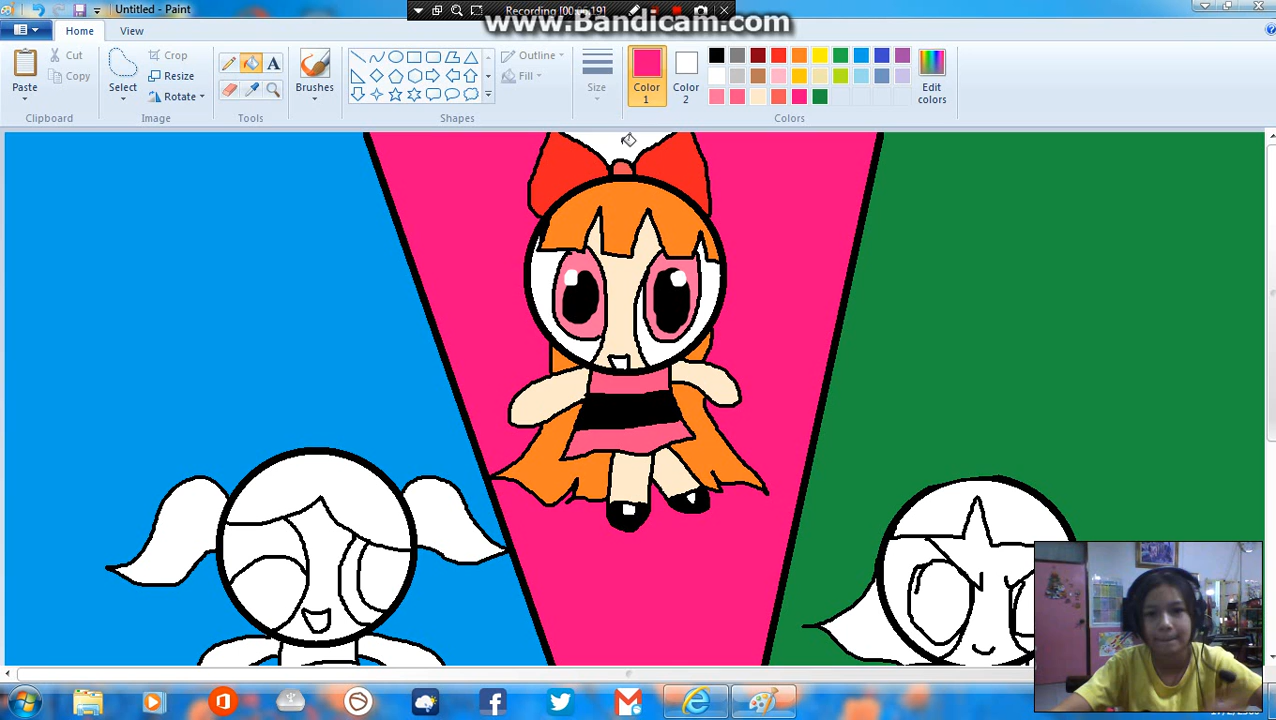 Untitled - Paint
Recording [00:06:19]
www.Bandicam.com
Home
View
Paste
Cut
Copy
Clipboard
Select
Crop
Resize
Rotate
Image
A
Tools
Brushes
Outline
Fill
Shapes
Size
Color 1
Color 2
Edit colors
Colors